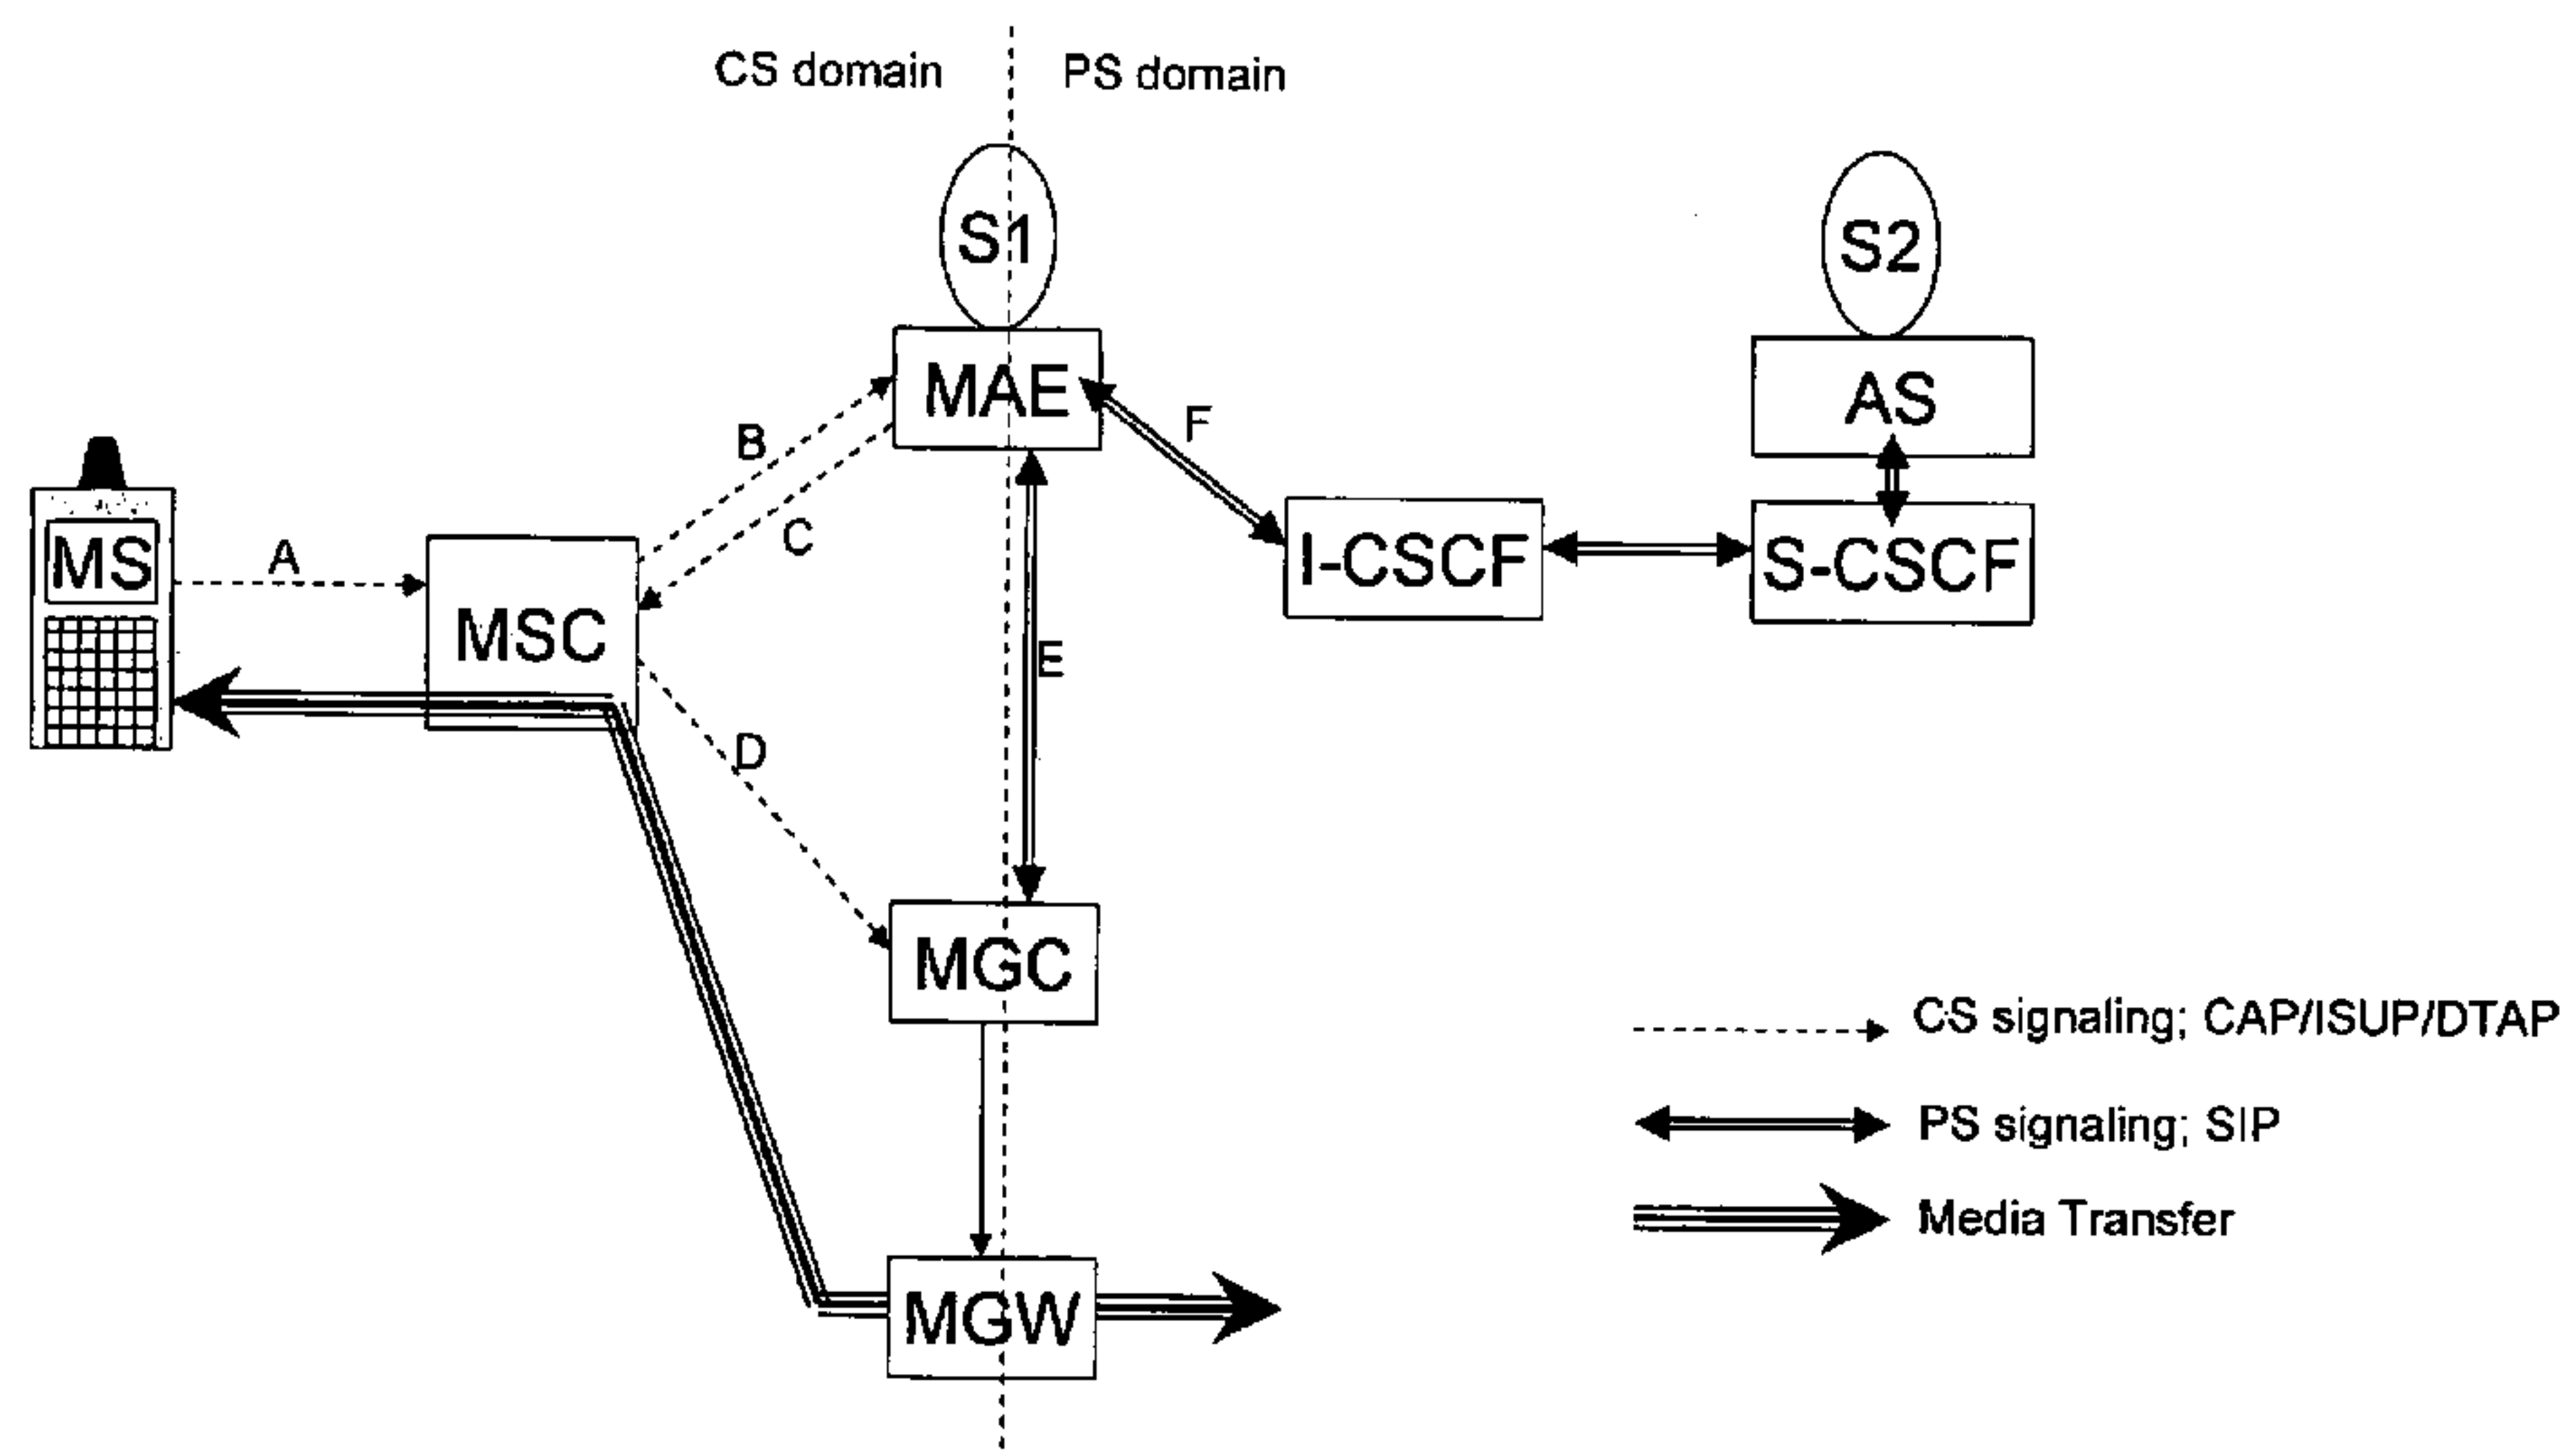 CS domain
PS domain
S1
S2
MAE
AS
B
F
C
MS
A
MSC
I-CSCF
S-CSCF
E
D
MGC
CS signaling; CAP/ISUP/DTAP
PS signaling; SIP
Media Transfer
MGW